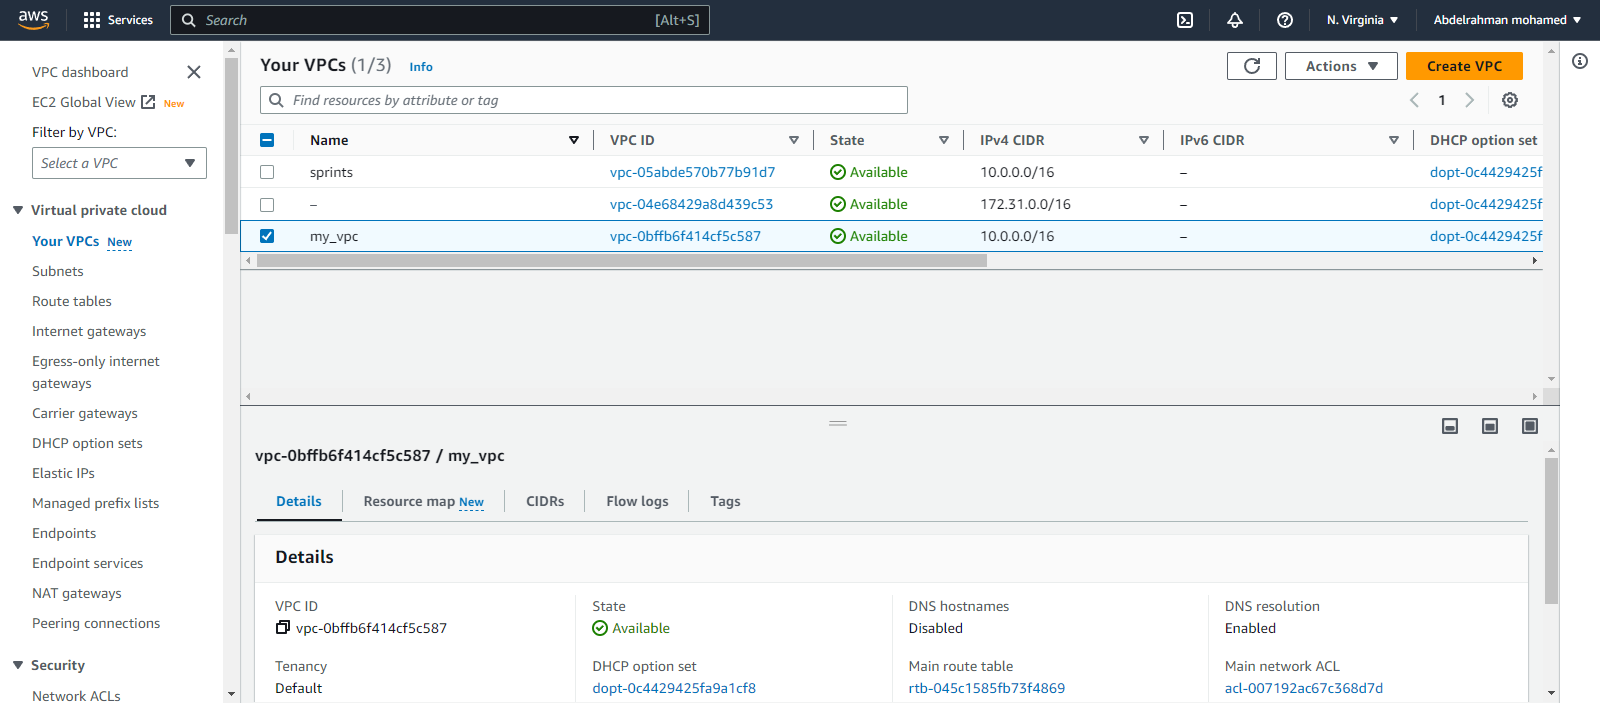 aws Services Search [Alt+S] N. Virginia Abdelrahman mohamed
VPC dashboard
EC2 Global View New
Filter by VPC:
Select a VPC
Virtual private cloud
Your VPCs New
Subnets
Route tables
Internet gateways
Egress-only internet
gateways
Carrier gateways
DHCP option sets
Elastic IPs
Managed prefix lists
Endpoints
Endpoint services
NAT gateways
Peering connections
Security
Network ACLs
Your VPCs (1/3) Info Actions Create VPC
Find resources by attribute or tag 1
Name VPC ID State IPv4 CIDR IPv6 CIDR DHCP option set
sprints vpc-05abde570b77b91d7 Available 10.0.0.0/16 – dopt-0c4429425f
– vpc-04e68429a8d439c53 Available 172.31.0.0/16 – dopt-0c4429425f
my_vpc vpc-0bffb6f414cf5c587 Available 10.0.0.0/16 – dopt-0c4429425f
vpc-0bffb6f414cf5c587 / my_vpc
Details Resource map New CIDRs Flow logs Tags
Details
VPC ID State DNS hostnames DNS resolution
vpc-0bffb6f414cf5c587 Available Disabled Enabled
Tenancy DHCP option set Main route table Main network ACL
Default dopt-0c4429425fa9a1cf8 rtb-045c1585fb73f4869 acl-007192ac67c368d7d